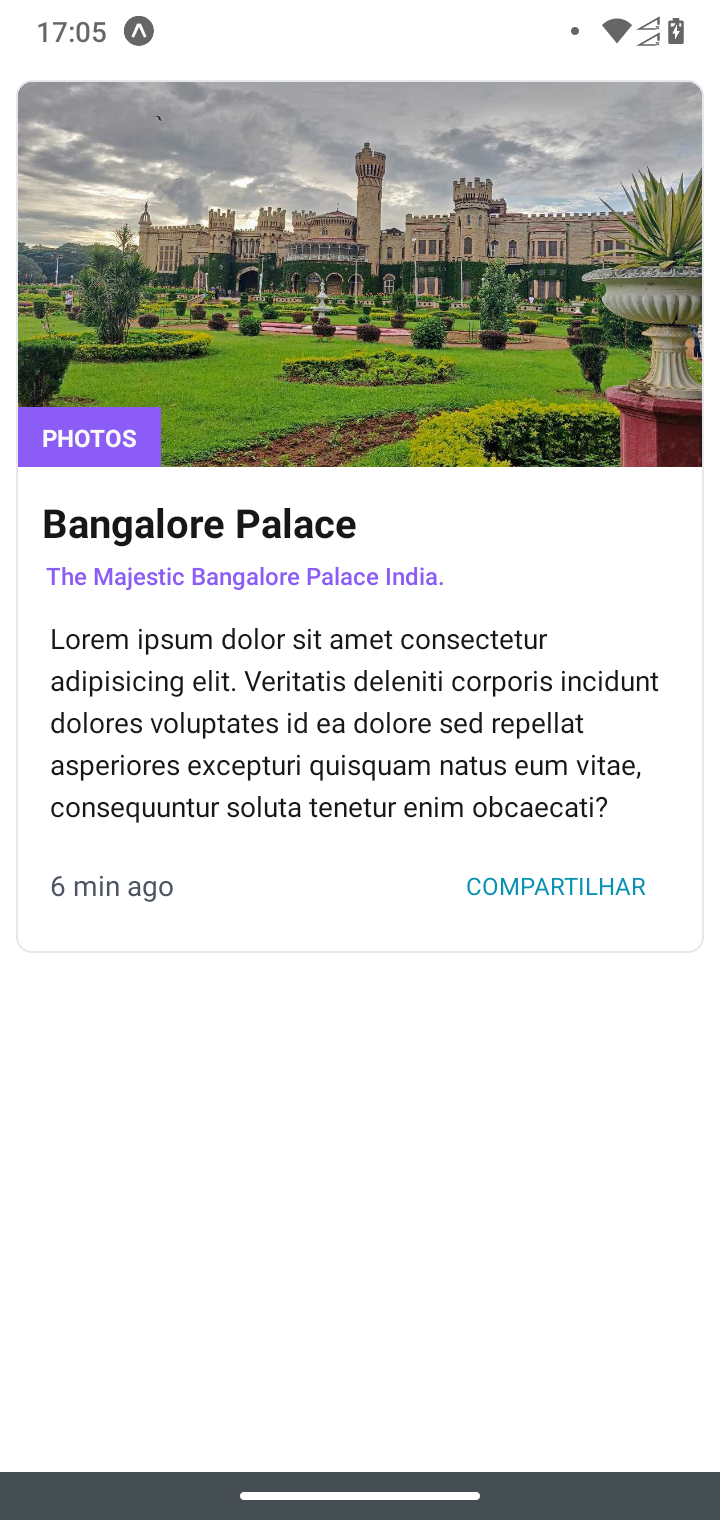 17:05
PHOTOS
Bangalore Palace
The Majestic Bangalore Palace India.
Lorem ipsum dolor sit amet consectetur
adipisicing elit. Veritatis deleniti corporis incidunt
dolores voluptates id ea dolore sed repellat
asperiores excepturi quisquam natus eum vitae,
consequuntur soluta tenetur enim obcaecati?
6 min ago
COMPARTILHAR